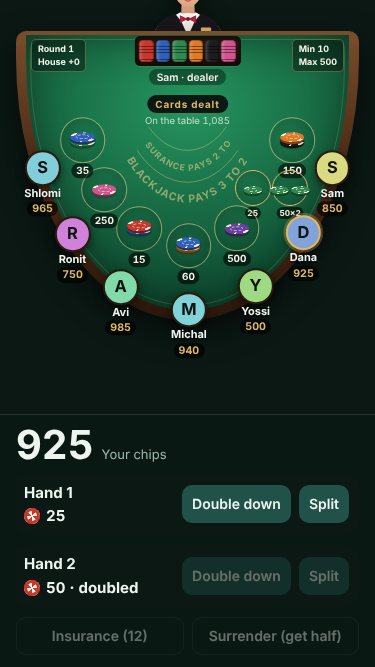 Round 1
House +0
Min 10
Max 500
Sam · dealer
Cards dealt
On the table 1,085
SURANCE PAYS 2 TO
BLACKJACK PAYS 3 TO 2
35
150
S
Shlomi
965
S
Sam
850
250
25
50×2
R
Ronit
750
15
60
500
D
Dana
925
A
Avi
985
M
Michal
940
Y
Yossi
500
925 Your chips
Hand 1
25
Double down
Split
Hand 2
50 · doubled
Double down
Split
Insurance (12)
Surrender (get half)